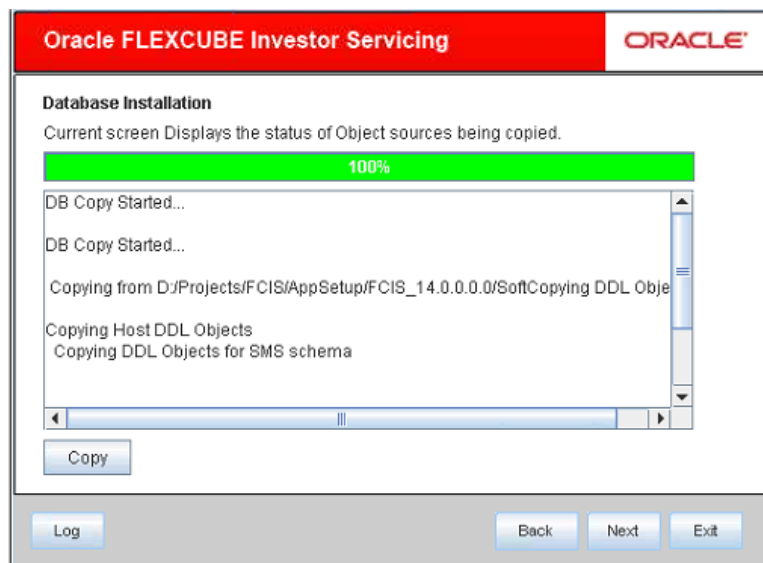 Oracle FLEXCUBE Investor Servicing
ORACLE
Database Installation
Current screen Displays the status of Object sources being copied.
100%
DB Copy Started...
DB Copy Started...
Copying from D:/Projects/FCIS/AppSetup/FCIS_14.0.0.0.0/SoftCopying DDL Obje
Copying Host DDL Objects
Copying DDL Objects for SMS schema
Copy
Log
Back
Next
Exit